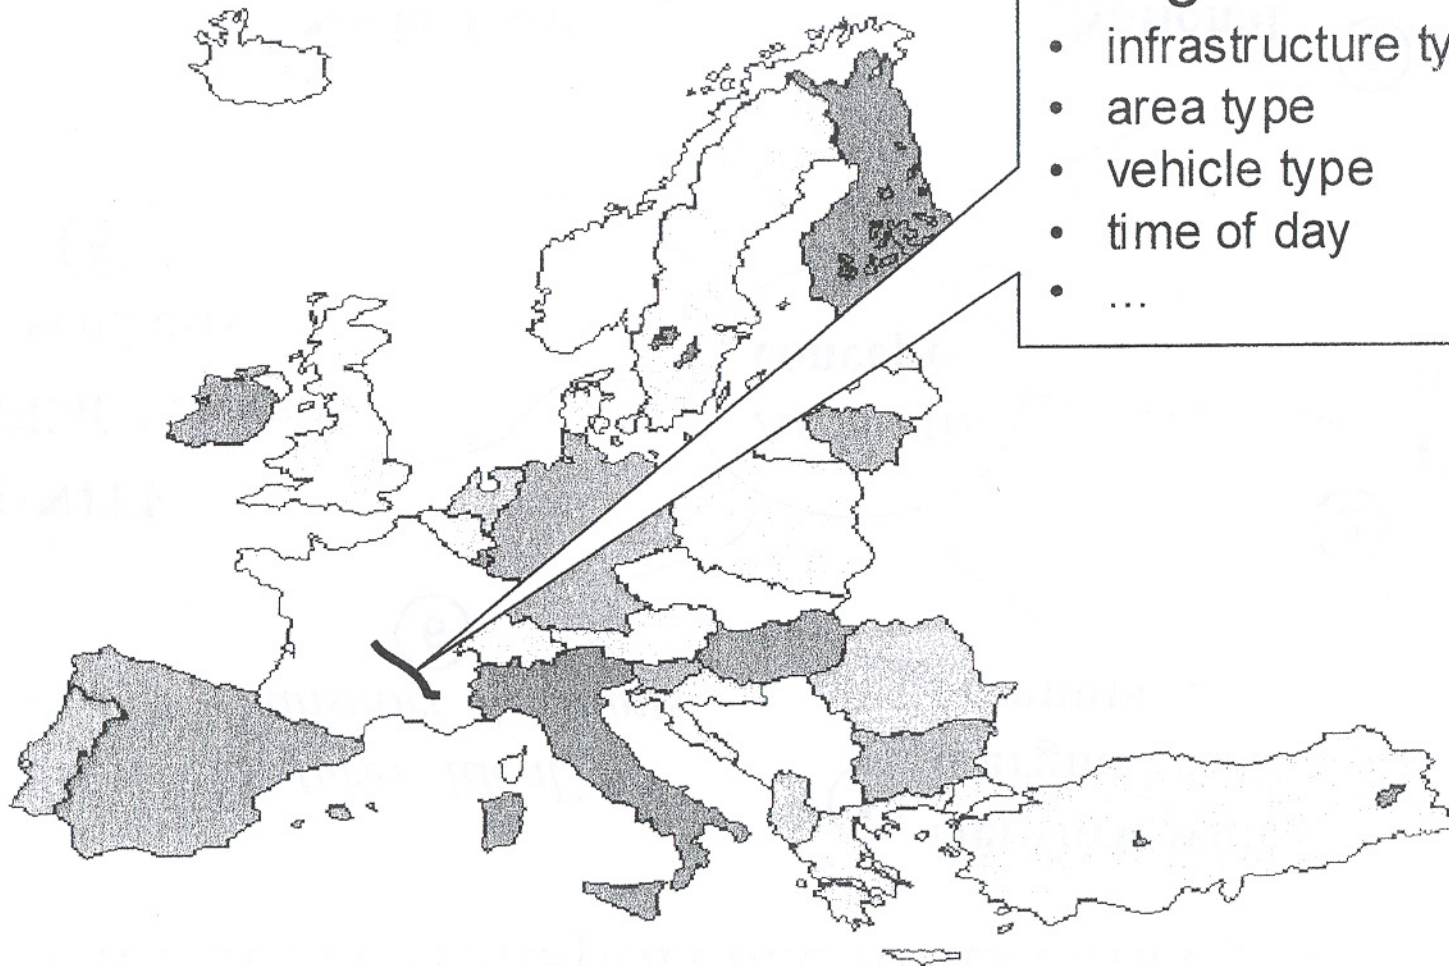 • infrastructure ty
• area type
• vehicle type
• time of day
• ...